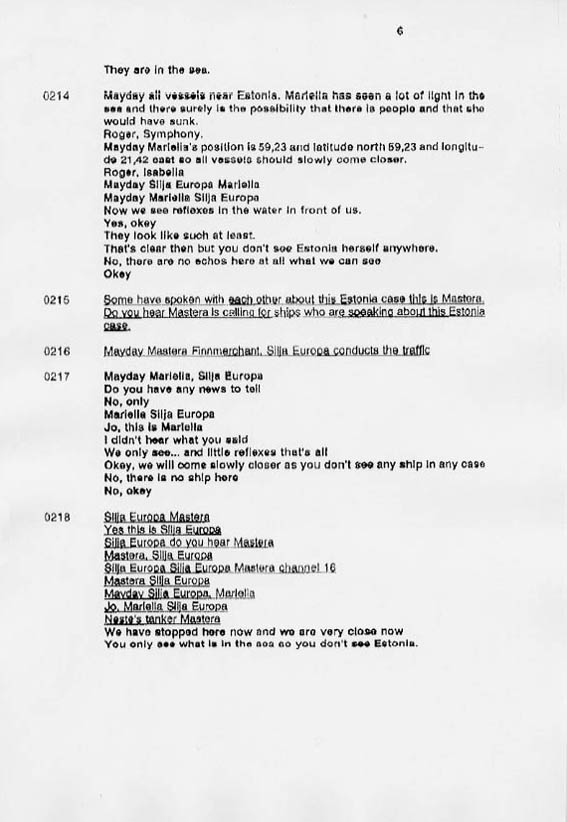 6
They are in the sea.
0214 Mayday all vessels near Estonia. Mariella has seen a lot of light in the
sea and there surely is the possibility that there is people and that she
would have sunk.
Roger, Symphony.
Mayday Mariella's position is 59,23 and latitude north 59,23 and longitu-
de 21,42 east so all vessels should slowly come closer.
Roger, Isabella
Mayday Silja Europa Mariella
Mayday Mariella Silja Europa
Now we see reflexes in the water in front of us.
Yes, okey
They look like such at least.
That's clear then but you don't see Estonia herself anywhere.
No, there are no echos here at all what we can see
Okey
0215 Some have spoken with each other about this Estonia case this is Mastera.
Do you hear Mastera is calling for ships who are speaking about this Estonia
case.
0216 Mayday Mastera Finnmerchant, Silja Europa conducts the traffic
0217 Mayday Mariella, Silja Europa
Do you have any news to tell
No, only
Mariella Silja Europa
Jo, this is Mariella
I didn't hear what you said
We only see... and little reflexes that's all
Okey, we will come slowly closer as you don't see any ship in any case
No, there is no ship here
No, okay
0218 Silja Europa Mastera
Yes this is Silja Europa
Silja Europa do you hear Mastera
Mastera, Silja Europa
Silja Europa Silja Europa Mastera channel 16
Mastera Silja Europa
Mayday Silja Europa, Mariella
Jo, Mariella Silja Europa
Neste's tanker Mastera
We have stopped here now and we are very close now
You only see what is in the sea so you don't see Estonia.